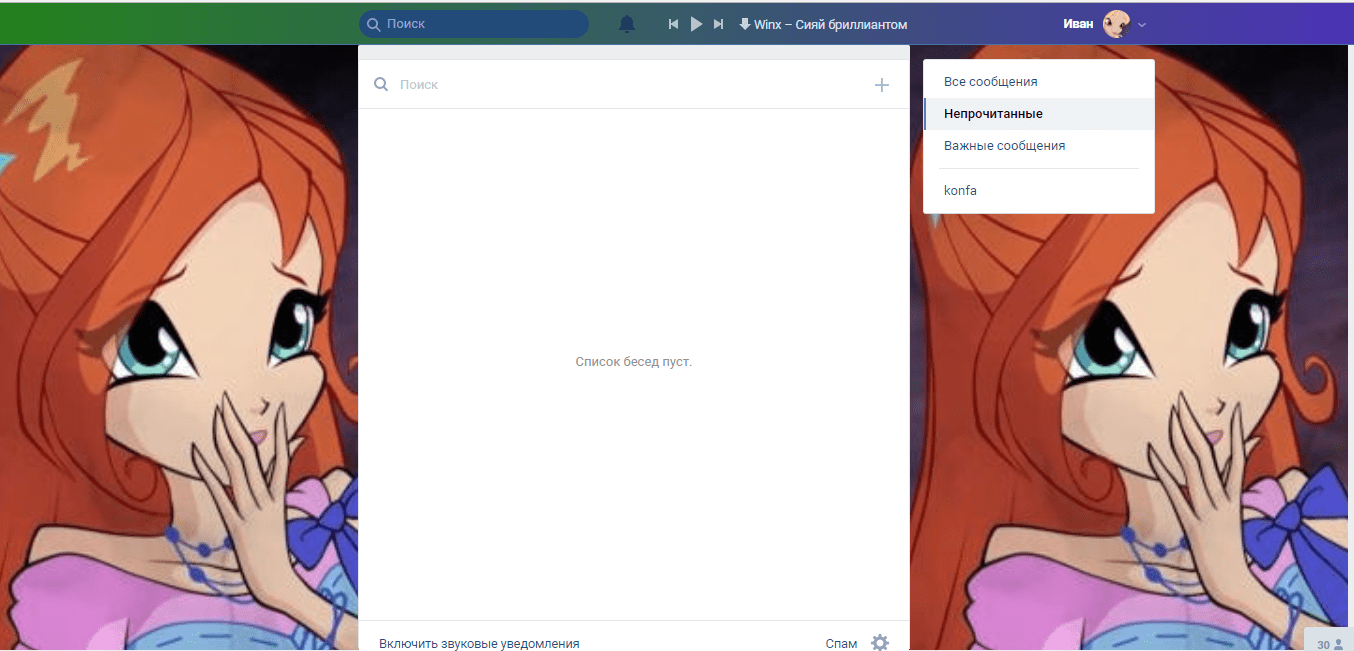 Поиск
Winx – Сияй бриллиантом
Иван
Поиск
Все сообщения
Непрочитанные
Важные сообщения
konfa
Список бесед пуст.
Включить звуковые уведомления
Спам
30